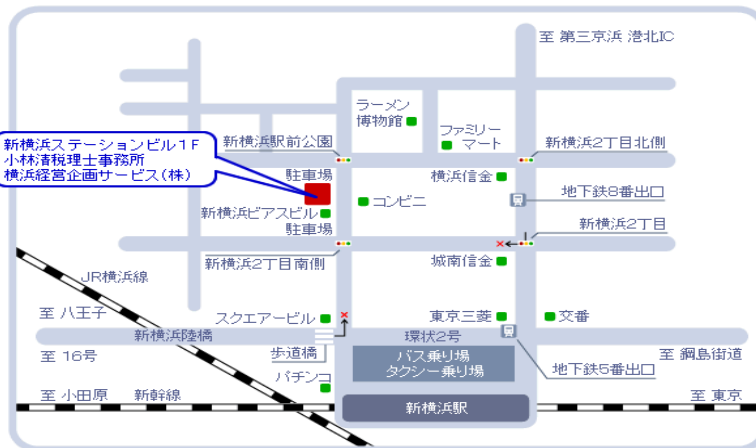 至 第三京浜 港北IC
ラーメン
博物館
ファミリー
マート
新横浜駅前公園
新横浜2丁目北側
新横浜ステーションビル1F
小林清税理士事務所
横浜経営企画サービス(株)
駐車場
横浜信金
地下鉄8番出口
コンビニ
新横浜ビアスビル
駐車場
新横浜2丁目
新横浜2丁目南側
城南信金
JR横浜線
至 八王子
スクエアービル
東京三菱
交番
新横浜陸橋
環状2号
至 16号
歩道橋
バス乗り場
タクシー乗り場
至 綱島街道
地下鉄5番出口
パチンコ
至 小田原
新幹線
新横浜駅
至 東京